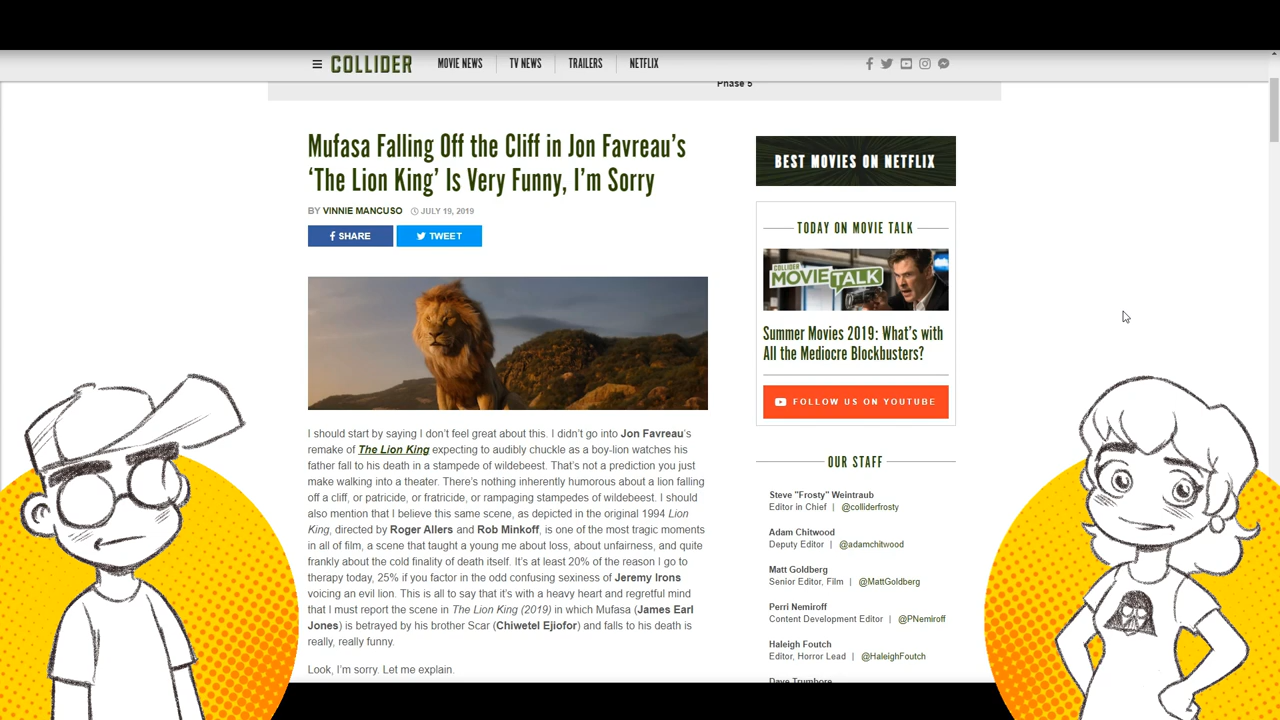 COLLIDER
MOVIE NEWS
TV NEWS
TRAILERS
NETFLIX
Phase 5
Mufasa Falling Off the Cliff in Jon Favreau's
'The Lion King' Is Very Funny, I'm Sorry
BY VINNIE MANCUSO JULY 19, 2019
SHARE
TWEET
I should start by saying I don't feel great about this. I didn't go into Jon Favreau's
remake of The Lion King expecting to audibly chuckle as a boy-lion watches his
father fall to his death in a stampede of wildebeest. That's not a prediction you just
make walking into a theater. There's nothing inherently humorous about a lion falling
off a cliff, or patricide, or fratricide, or rampaging stampedes of wildebeest. I should
also mention that I believe this same scene, as depicted in the original 1994 Lion
King, directed by Roger Allers and Rob Minkoff, is one of the most tragic moments
in all of film, a scene that taught a young me about loss, about unfairness, and quite
frankly about the cold finality of death itself. It's at least 20% of the reason I go to
therapy today, 25% if you factor in the odd confusing sexiness of Jeremy Irons
voicing an evil lion. This is all to say that it's with a heavy heart and regretful mind
that I must report the scene in The Lion King (2019) in which Mufasa (James Earl
Jones) is betrayed by his brother Scar (Chiwetel Ejiofor) and falls to his death is
really, really funny.
Look, I'm sorry. Let me explain.
BEST MOVIES ON NETFLIX
TODAY ON MOVIE TALK
COLLIDER
MOVIE TALK
Summer Movies 2019: What's with
All the Mediocre Blockbusters?
FOLLOW US ON YOUTUBE
OUR STAFF
Steve "Frosty" Weintraub
Editor in Chief | @colliderfrosty
Adam Chitwood
Deputy Editor | @adamchitwood
Matt Goldberg
Senior Editor, Film | @MattGoldberg
Perri Nemiroff
Content Development Editor | @PNemiroff
Haleigh Foutch
Editor, Horror Lead | @HaleighFoutch
Dave Trumbore